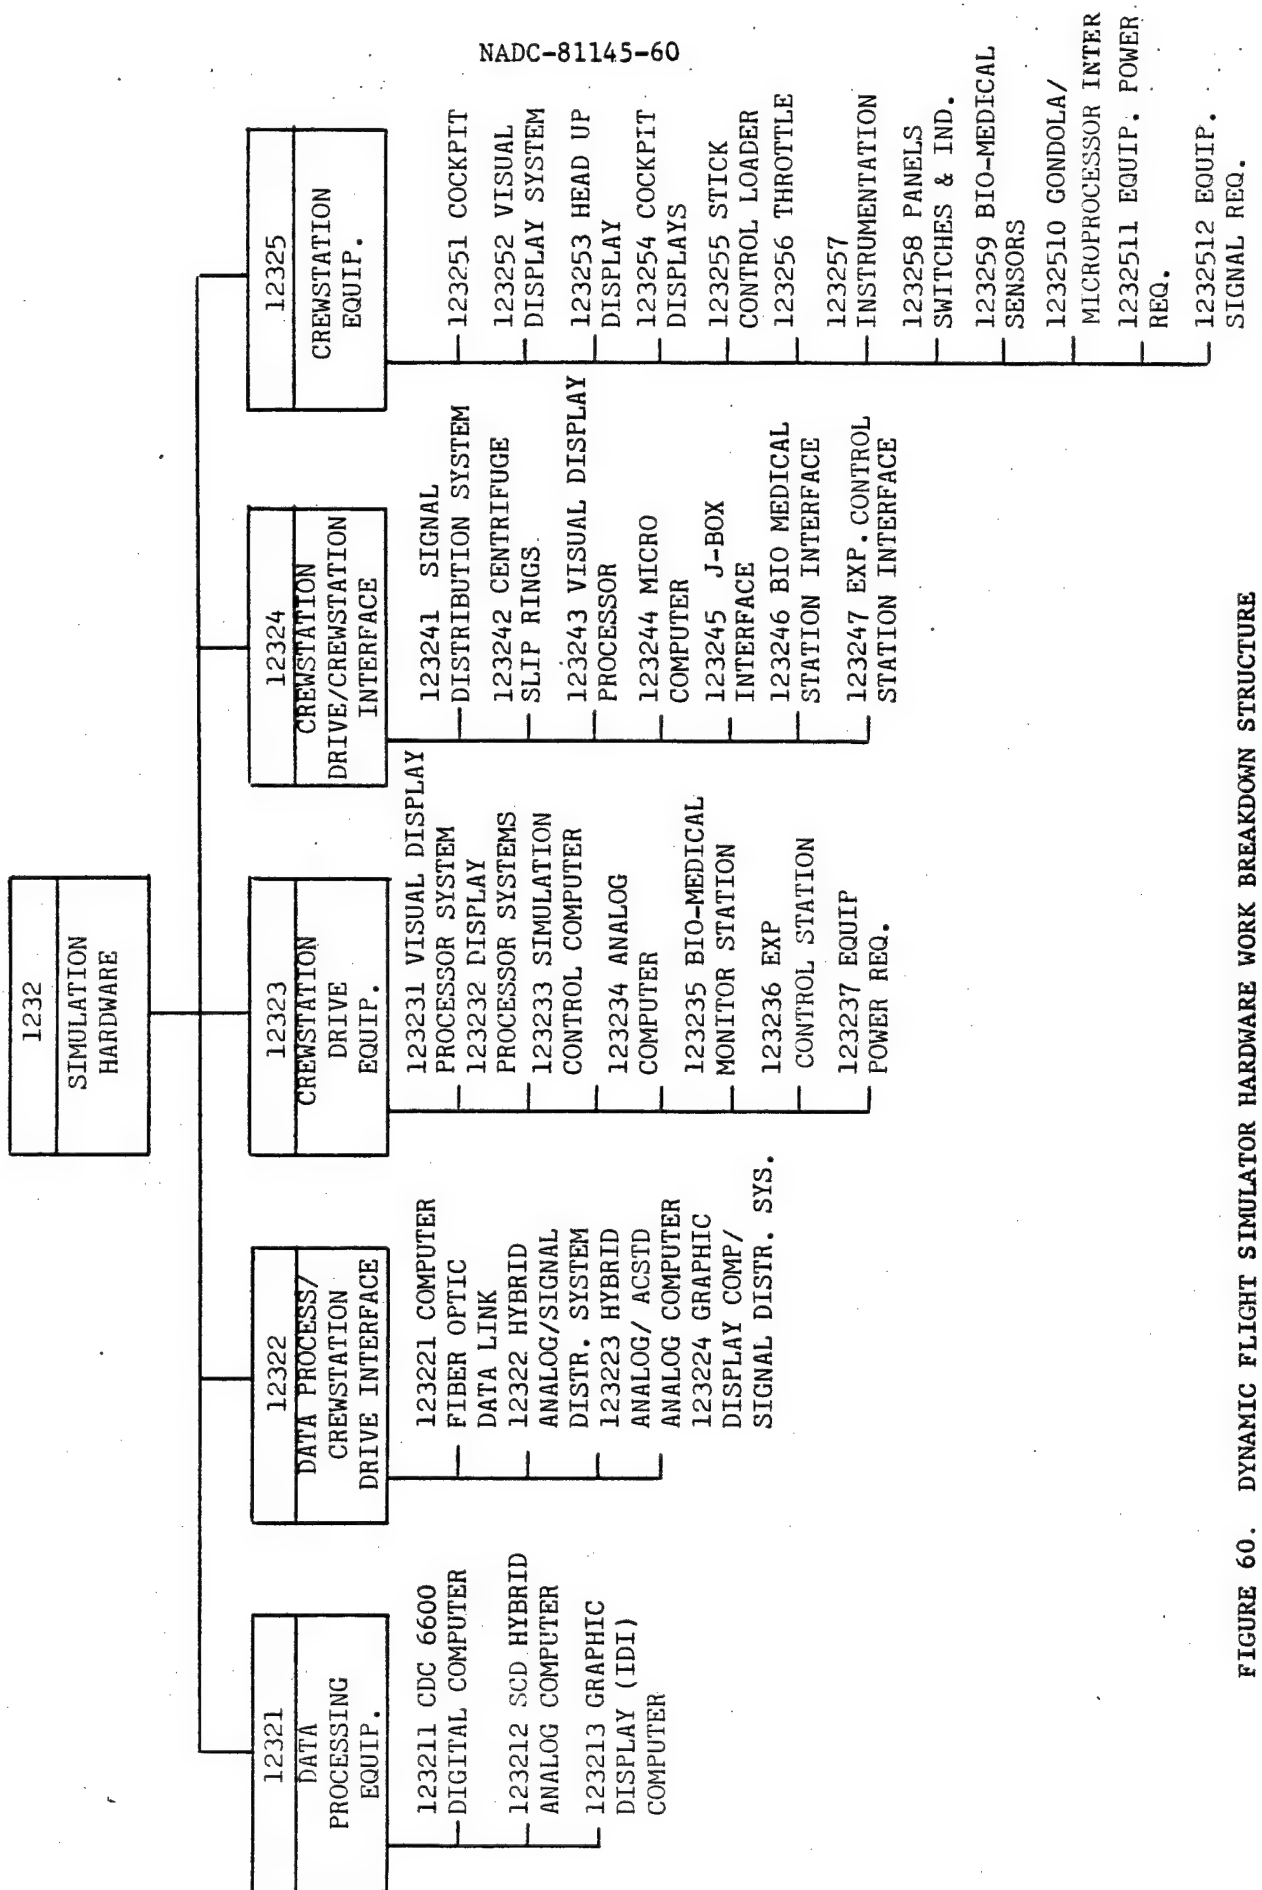 NADC-81145-60
1232
SIMULATION
HARDWARE
12321
DATA
PROCESSING
EQUIP.
123211 CDC 6600
DIGITAL COMPUTER
123212 SCD HYBRID
ANALOG COMPUTER
123213 GRAPHIC
DISPLAY (IDI)
COMPUTER
12322
DATA PROCESS/
CREWSTATION
DRIVE INTERFACE
123221 COMPUTER
FIBER OPTIC
DATA LINK
12322 HYBRID
ANALOG/SIGNAL
DISTR. SYSTEM
123223 HYBRID
ANALOG/ ACSTD
ANALOG COMPUTER
123224 GRAPHIC
DISPLAY COMP/
SIGNAL DISTR. SYS.
12323
CREWSTATION
DRIVE
EQUIP.
123231 VISUAL DISPLAY
PROCESSOR SYSTEM
123232 DISPLAY
PROCESSOR SYSTEMS
123233 SIMULATION
CONTROL COMPUTER
123234 ANALOG
COMPUTER
123235 BIO-MEDICAL
MONITOR STATION
123236 EXP
CONTROL STATION
123237 EQUIP
POWER REQ.
12324
CREWSTATION
DRIVE/CREWSTATION
INTERFACE
123241 SIGNAL
DISTRIBUTION SYSTEM
123242 CENTRIFUGE
SLIP RINGS
123243 VISUAL DISPLAY
PROCESSOR
123244 MICRO
COMPUTER
123245 J-BOX
INTERFACE
123246 BIO MEDICAL
STATION INTERFACE
123247 EXP. CONTROL
STATION INTERFACE
12325
CREWSTATION
EQUIP.
123251 COCKPIT
123252 VISUAL
DISPLAY SYSTEM
123253 HEAD UP
DISPLAY
123254 COCKPIT
DISPLAYS
123255 STICK
CONTROL LOADER
123256 THROTTLE
123257
INSTRUMENTATION
123258 PANELS
SWITCHES & IND.
123259 BIO-MEDICAL
SENSORS
1232510 GONDOLA/
MICROPROCESSOR INTER
1232511 EQUIP. POWER
REQ.
1232512 EQUIP.
SIGNAL REQ.
FIGURE 60. DYNAMIC FLIGHT SIMULATOR HARDWARE WORK BREAKDOWN STRUCTURE